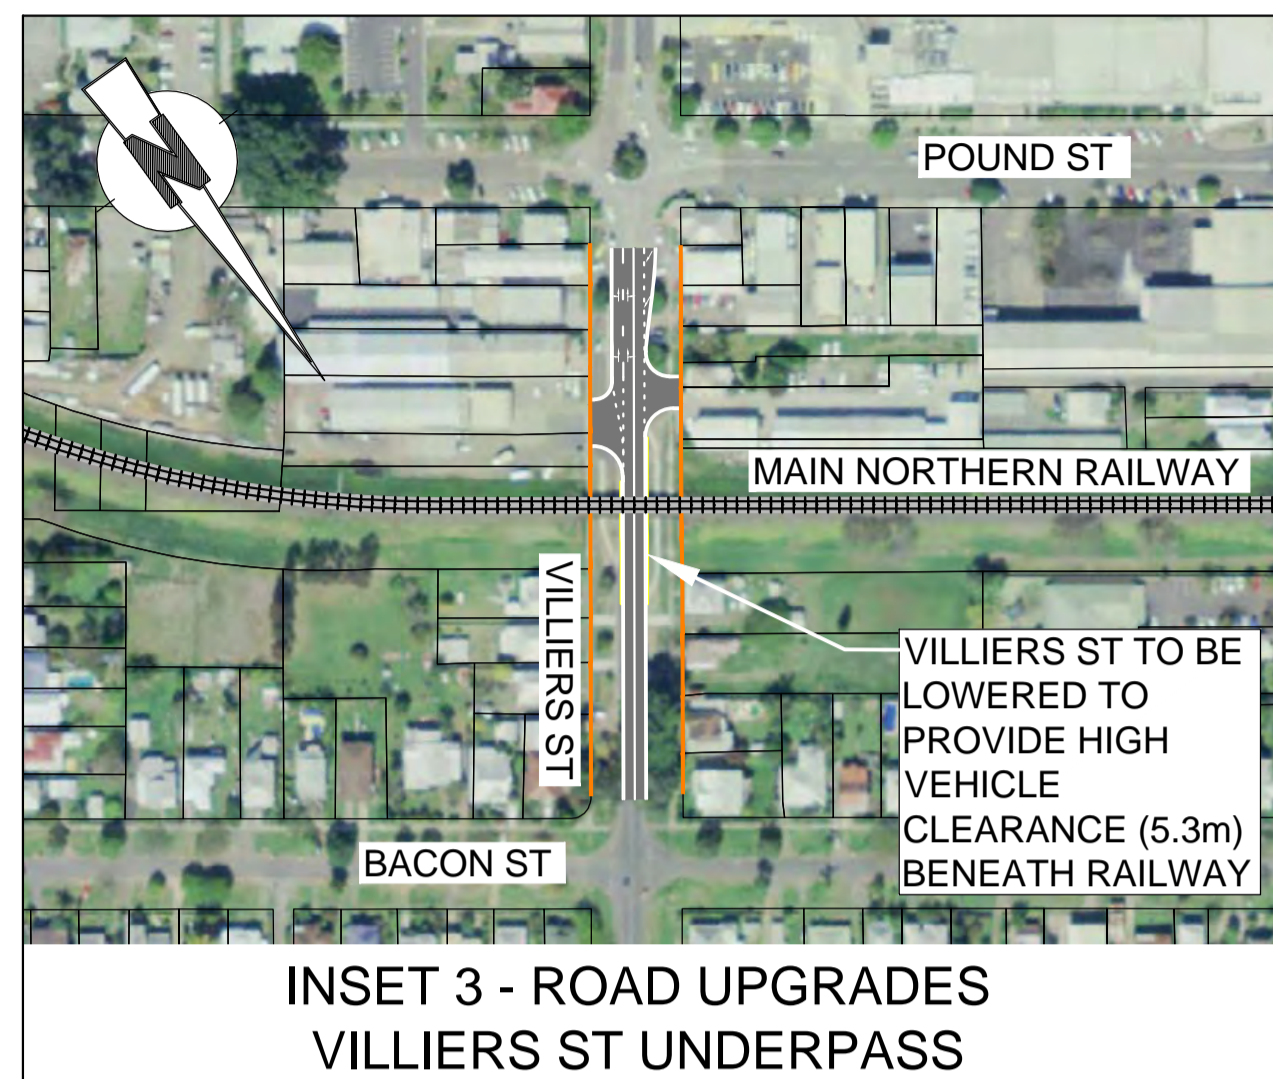 POUND ST
N
MAIN NORTHERN RAILWAY
VILLIERS ST
VILLIERS ST TO BE
LOWERED TO
PROVIDE HIGH
VEHICLE
CLEARANCE (5.3m)
BENEATH RAILWAY
BACON ST
INSET 3 - ROAD UPGRADES
VILLIERS ST UNDERPASS